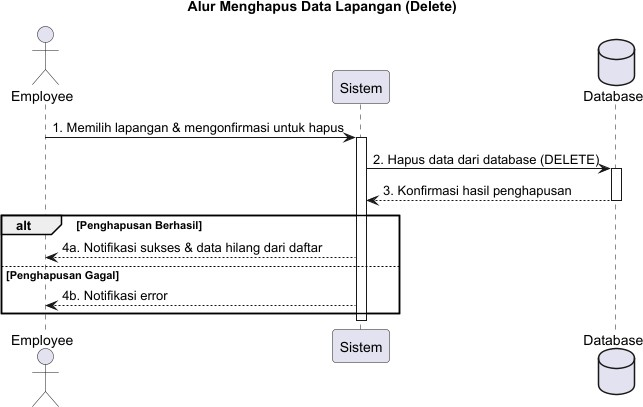 Alur Menghapus Data Lapangan (Delete)
Employee
Sistem
Database
1. Memilih lapangan & mengonfirmasi untuk hapus
2. Hapus data dari database (DELETE)
3. Konfirmasi hasil penghapusan
alt [Penghapusan Berhasil]
4a. Notifikasi sukses & data hilang dari daftar
[Penghapusan Gagal]
4b. Notifikasi error
Employee
Sistem
Database